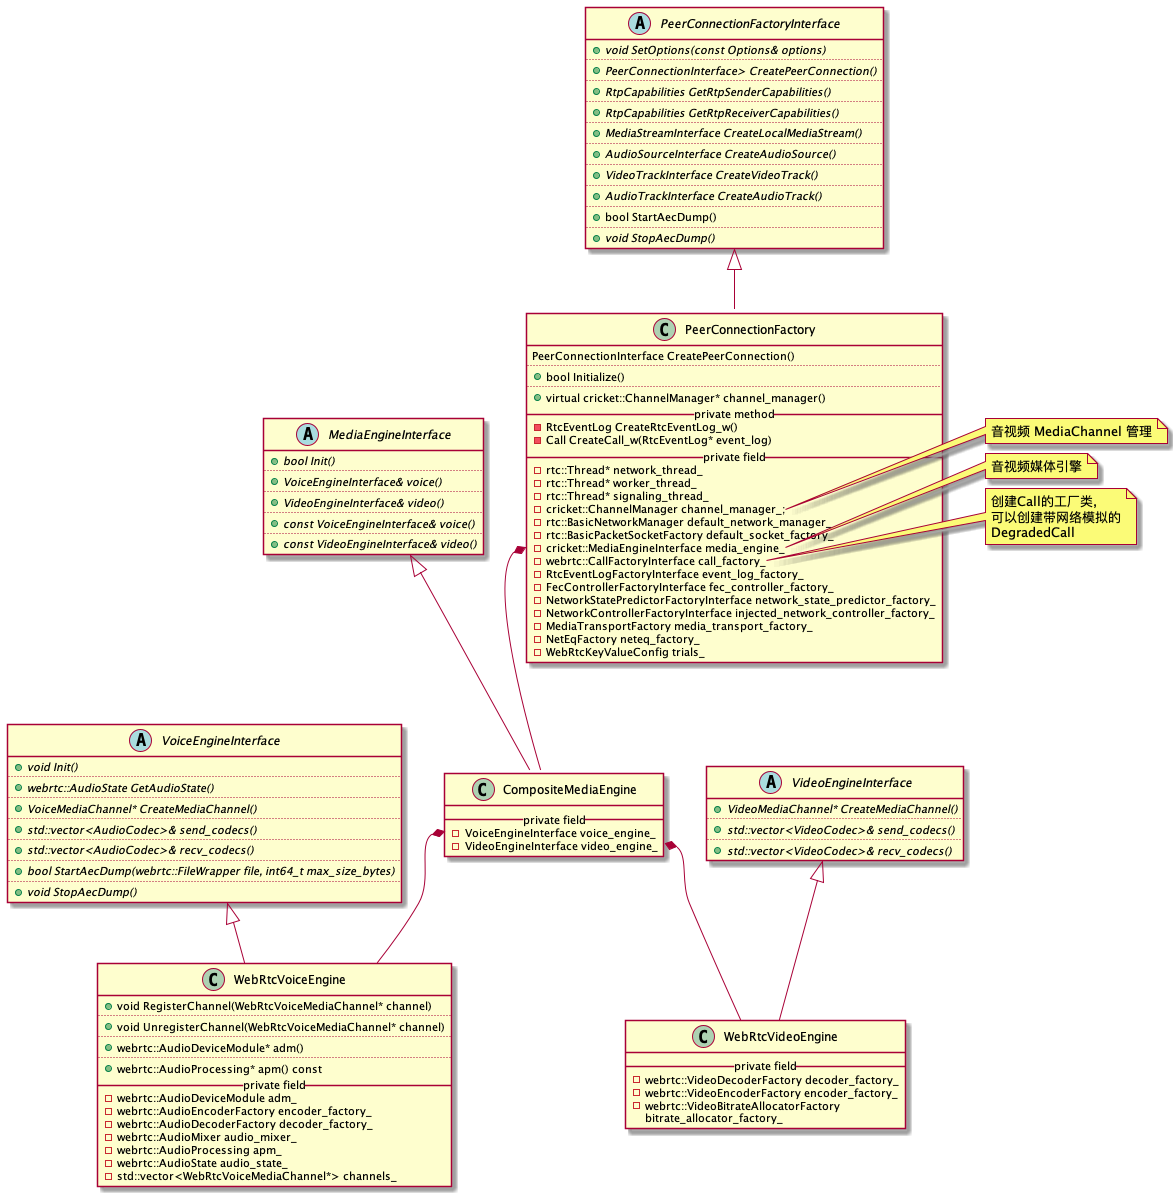 A PeerConnectionFactoryInterface
void SetOptions(const Options& options)
PeerConnectionInterface> CreatePeerConnection()
RtpCapabilities GetRtpSenderCapabilities()
RtpCapabilities GetRtpReceiverCapabilities()
MediaStreamInterface CreateLocalMediaStream()
AudioSourceInterface CreateAudioSource()
VideoTrackInterface CreateVideoTrack()
AudioTrackInterface CreateAudioTrack()
bool StartAecDump()
void StopAecDump()
C PeerConnectionFactory
PeerConnectionInterface CreatePeerConnection()
bool Initialize()
virtual cricket::ChannelManager* channel_manager()
private method
RtcEventLog CreateRtcEventLog_w()
Call CreateCall_w(RtcEventLog* event_log)
private field
rtc::Thread* network_thread_
rtc::Thread* worker_thread_
rtc::Thread* signaling_thread_
cricket::ChannelManager channel_manager_;
rtc::BasicNetworkManager default_network_manager_
rtc::BasicPacketSocketFactory default_socket_factory_
cricket::MediaEngineInterface media_engine_
webrtc::CallFactoryInterface call_factory_
RtcEventLogFactoryInterface event_log_factory_
FecControllerFactoryInterface fec_controller_factory_
NetworkStatePredictorFactoryInterface network_state_predictor_factory_
NetworkControllerFactoryInterface injected_network_controller_factory_
MediaTransportFactory media_transport_factory_
NetEqFactory neteq_factory_
WebRtcKeyValueConfig trials_
音视频 MediaChannel 管理
音视频媒体引擎
创建Call的工厂类,
可以创建带网络模拟的
DegradedCall
A MediaEngineInterface
bool Init()
VoiceEngineInterface& voice()
VideoEngineInterface& video()
const VoiceEngineInterface& voice()
const VideoEngineInterface& video()
A VoiceEngineInterface
void Init()
webrtc::AudioState GetAudioState()
VoiceMediaChannel* CreateMediaChannel()
std::vector<AudioCodec>& send_codecs()
std::vector<AudioCodec>& recv_codecs()
bool StartAecDump(webrtc::FileWrapper file, int64_t max_size_bytes)
void StopAecDump()
C CompositeMediaEngine
private field
VoiceEngineInterface voice_engine_
VideoEngineInterface video_engine_
A VideoEngineInterface
VideoMediaChannel* CreateMediaChannel()
std::vector<VideoCodec>& send_codecs()
std::vector<VideoCodec>& recv_codecs()
C WebRtcVoiceEngine
void RegisterChannel(WebRtcVoiceMediaChannel* channel)
void UnregisterChannel(WebRtcVoiceMediaChannel* channel)
webrtc::AudioDeviceModule* adm()
webrtc::AudioProcessing* apm() const
private field
webrtc::AudioDeviceModule adm_
webrtc::AudioEncoderFactory encoder_factory_
webrtc::AudioDecoderFactory decoder_factory_
webrtc::AudioMixer audio_mixer_
webrtc::AudioProcessing apm_
webrtc::AudioState audio_state_
std::vector<WebRtcVoiceMediaChannel*> channels_
C WebRtcVideoEngine
private field
webrtc::VideoDecoderFactory decoder_factory_
webrtc::VideoEncoderFactory encoder_factory_
webrtc::VideoBitrateAllocatorFactory
bitrate_allocator_factory_